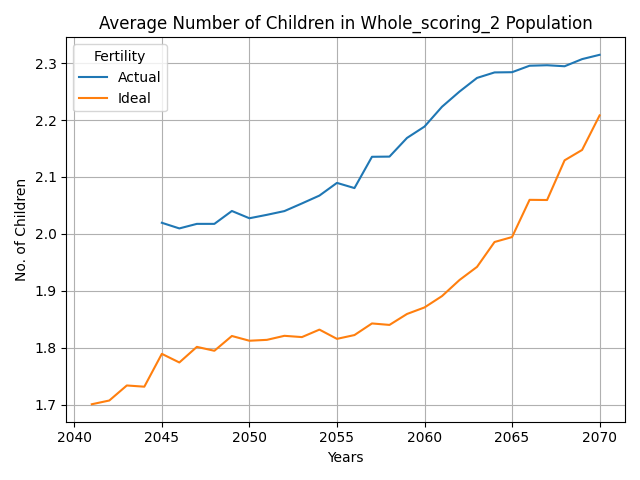 Average Number of Children in Whole_scoring_2 Population
Fertility
Actual
Ideal
No. of Children
2.3
2.2
2.1
2.0
1.9
1.8
1.7
2040 2045 2050 2055 2060 2065 2070
Years